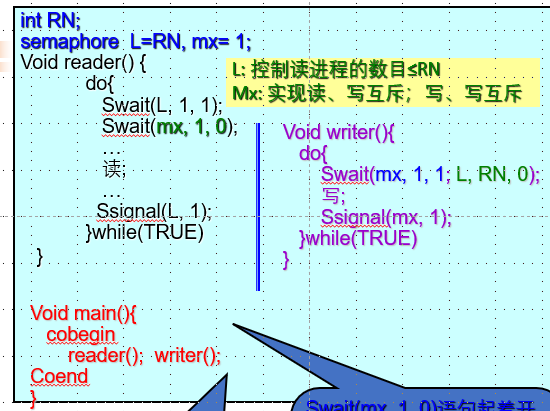 int RN;
semaphore L=RN, mx= 1;
Void reader() {
do{
Swait(L, 1, 1);
Swait(mx, 1, 0);
…
读;
…
Ssignal(L, 1);
}while(TRUE)
}
L: 控制读进程的数目≤RN
Mx: 实现读、写互斥；写、写互斥
Void writer(){
do{
Swait(mx, 1, 1; L, RN, 0);
写;
Ssignal(mx, 1);
}while(TRUE)
}
Void main(){
cobegin
reader(); writer();
Coend
}
Swait(mx, 1, 0)语句起着开